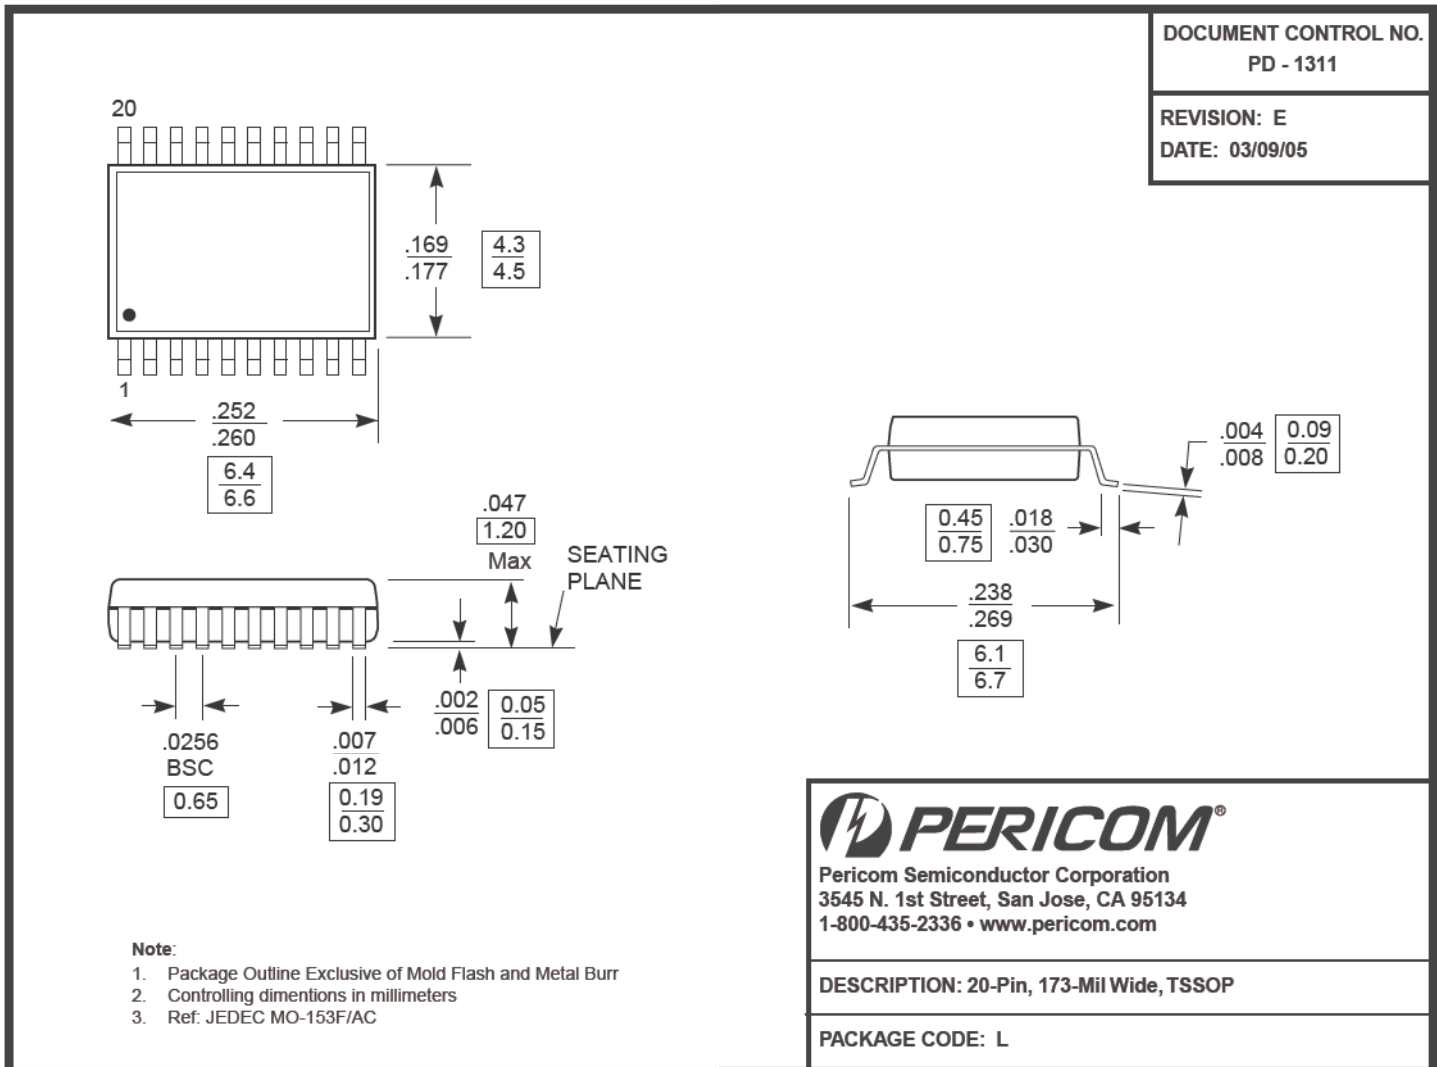 DOCUMENT CONTROL NO.
PD - 1311
REVISION: E
DATE: 03/09/05
20
.169
.177
4.3
4.5
1
.252
.260
6.4
6.6
.047
1.20
Max
SEATING
PLANE
.002
.006
0.05
0.15
.0256
BSC
0.65
.007
.012
0.19
0.30
.004
.008
0.09
0.20
0.45
0.75
.018
.030
.238
.269
6.1
6.7
PERICOM®
Pericom Semiconductor Corporation
3545 N. 1st Street, San Jose, CA 95134
1-800-435-2336 • www.pericom.com
Note:
1. Package Outline Exclusive of Mold Flash and Metal Burr
2. Controlling dimentions in millimeters
3. Ref: JEDEC MO-153F/AC
DESCRIPTION: 20-Pin, 173-Mil Wide, TSSOP
PACKAGE CODE: L